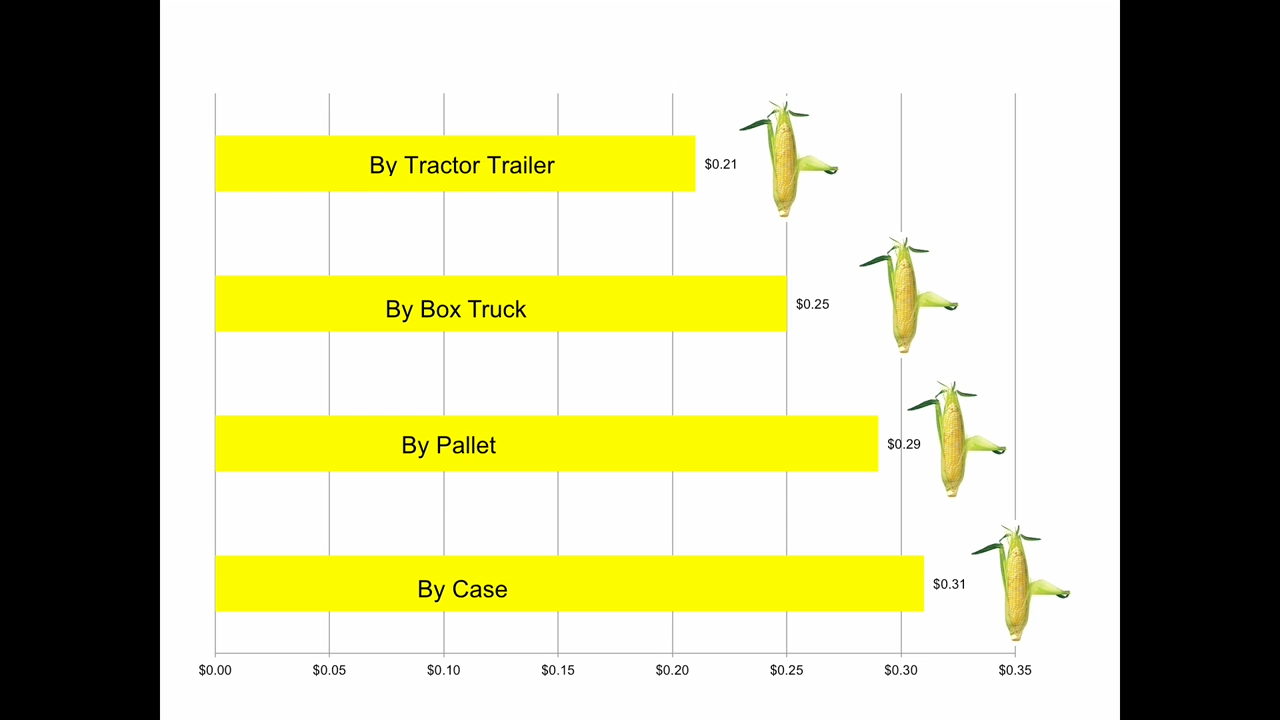 By Tractor Trailer
$0.21
By Box Truck
$0.25
By Pallet
$0.29
By Case
$0.31
$0.00 $0.05 $0.10 $0.15 $0.20 $0.25 $0.30 $0.35